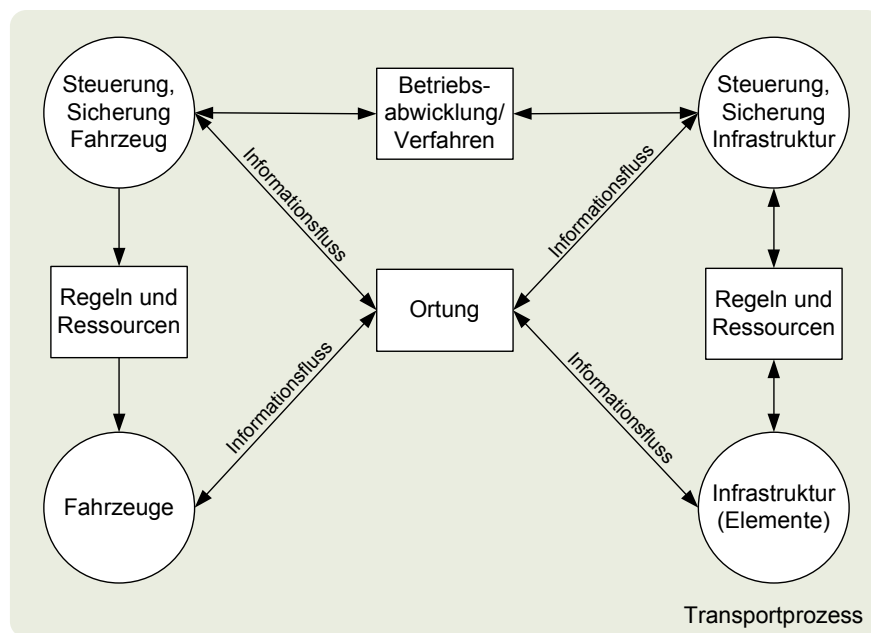 Steuerung,
Sicherung
Fahrzeug
Betriebs-
abwicklung/
Verfahren
Steuerung,
Sicherung
Infrastruktur
Informationsfluss
Informationsfluss
Regeln und
Ressourcen
Ortung
Regeln und
Ressourcen
Informationsfluss
Informationsfluss
Fahrzeuge
Infrastruktur
(Elemente)
Transportprozess